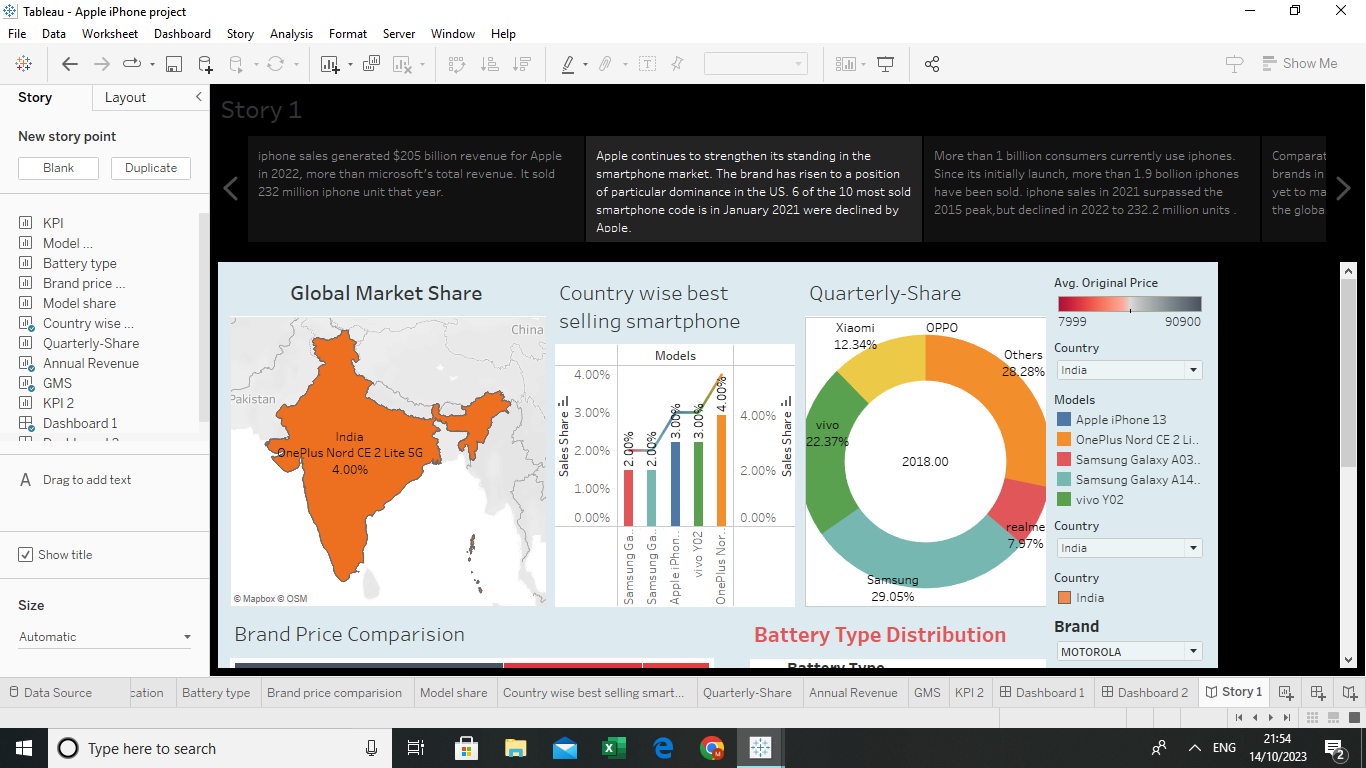 Tableau - Apple iPhone project
File Data Worksheet Dashboard Story Analysis Format Server Window Help
Show Me
Story Layout
New story point
Blank Duplicate
KPI
Model ...
Battery type
Brand price ...
Model share
Country wise ...
Quarterly-Share
Annual Revenue
GMS
KPI 2
Dashboard 1
Drag to add text
Show title
Size
Automatic
Story 1
iphone sales generated $205 billion revenue for Apple
in 2022, more than microsoft's total revenue. It sold
232 million iphone unit that year.
Apple continues to strengthen its standing in the
smartphone market. The brand has risen to a position
of particular dominance in the US. 6 of the 10 most sold
smartphone code is in January 2021 were declined by
Apple.
More than 1 billlion consumers currently use iphones.
Since its initially launch, more than 1.9 bollion iphones
have been sold. iphone sales in 2021 surpassed the
2015 peak,but declined in 2022 to 232.2 million units .
Comparat
brands in
yet to ma
the globa
Global Market Share
China
Pakistan
India
OnePlus Nord CE 2 Lite 5G
4.00%
© Mapbox © OSM
Country wise best
selling smartphone
Models
4.00%
3.00%
2.00%
1.00%
0.00%
Sales Share
2.00%
2.00%
3.00%
3.00%
4.00%
4.00%
2.00%
0.00%
Sales Share
Samsung Ga..
Samsung Ga..
Apple iPhon..
vivo Y02
OnePlus Nor..
Quarterly-Share
Xiaomi
12.34%
OPPO
Others
28.28%
vivo
22.37%
2018.00
realme
7.97%
Samsung
29.05%
Avg. Original Price
7999 90900
Country
India
Models
Apple iPhone 13
OnePlus Nord CE 2 Li..
Samsung Galaxy A03..
Samsung Galaxy A14..
vivo Y02
Country
India
Country
India
Brand
MOTOROLA
Brand Price Comparision
Battery Type Distribution
Battery Type
Data Source cation Battery type Brand price comparision Model share Country wise best selling smart... Quarterly-Share Annual Revenue GMS KPI 2 Dashboard 1 Dashboard 2 Story 1
Type here to search
ENG
21:54
14/10/2023
2